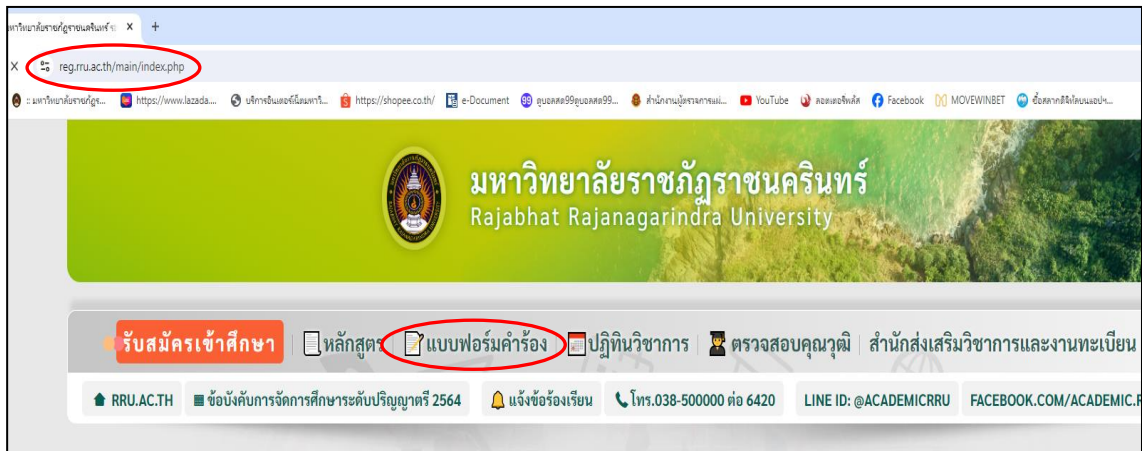 reg.rru.ac.th/main/index.php
https://www.lazada.... https://shopee.co.th/ e-Document YouTube Facebook MOVEWINBET
มหาวิทยาลัยราชภัฏราชนครินทร์
Rajabhat Rajanagarindra University
รับสมัครเข้าศึกษา หลักสูตร แบบฟอร์มคำร้อง ปฏิทินวิชาการ ตรวจสอบคุณวุฒิ สำนักส่งเสริมวิชาการและงานทะเบียน
RRU.AC.TH ข้อบังคับการจัดการศึกษาระดับปริญญาตรี 2564 แจ้งข้อร้องเรียน โทร.038-500000 ต่อ 6420 LINE ID: @ACADEMICRRU FACEBOOK.COM/ACADEMIC.R